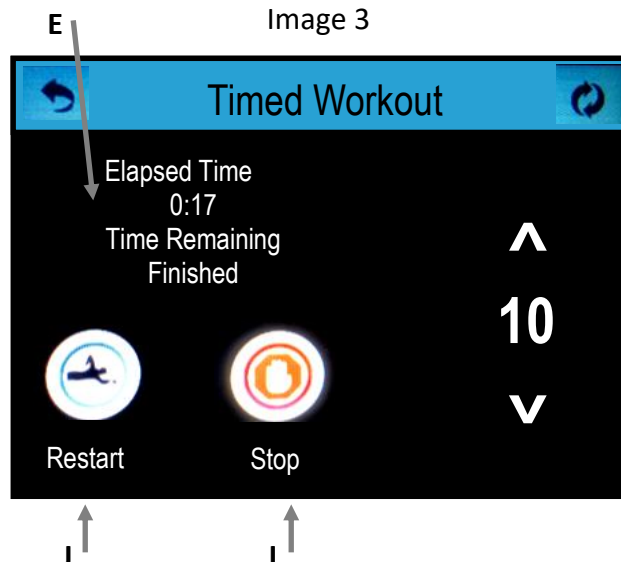 E
Image 3
Timed Workout
Elapsed Time
0:17
Time Remaining
Finished
10
Restart
Stop